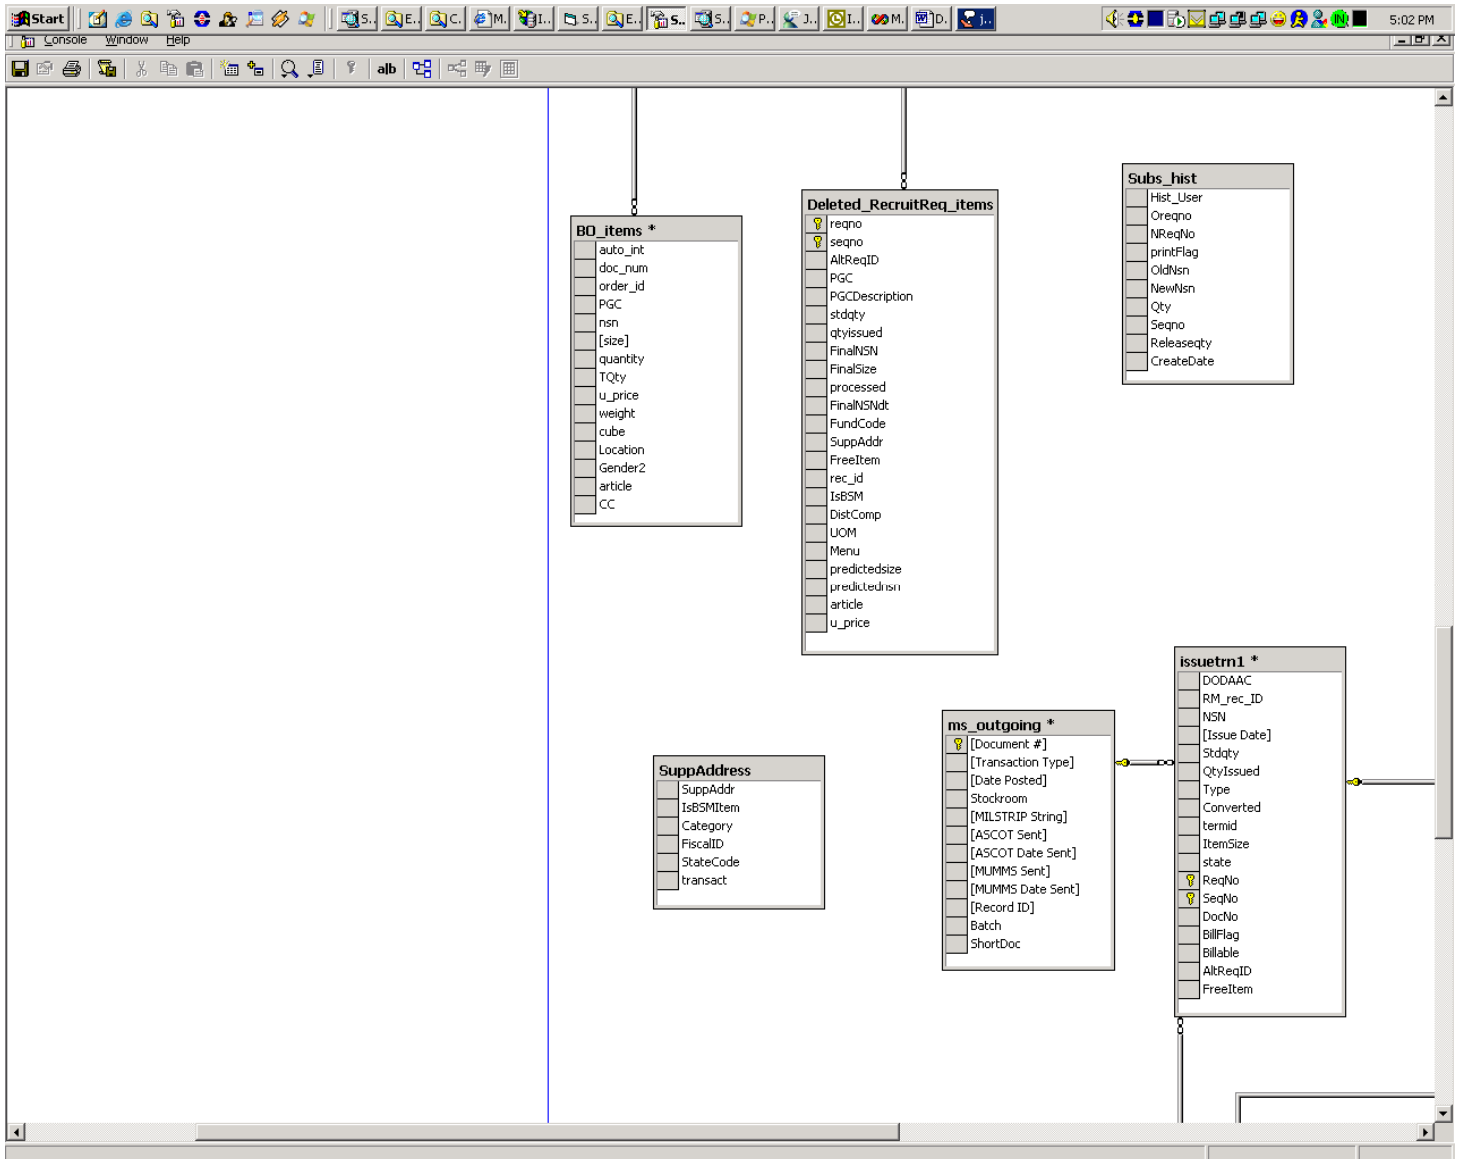 Start S.. E.. C.. M. I.. S.. E.. S.. S.. P.. J.. I.. M. D. j.. 5:02 PM
Console Window Help
a|b
BO_items *
auto_int
doc_num
order_id
PGC
nsn
[size]
quantity
TQty
u_price
weight
cube
Location
Gender2
article
CC
Deleted_RecruitReq_items
reqno
seqno
AltReqID
PGC
PGCDescription
stdqty
qtyissued
FinalNSN
FinalSize
processed
FinalNSNdt
FundCode
SuppAddr
FreeItem
rec_id
IsBSM
DistComp
UOM
Menu
predictedsize
predictednsn
article
u_price
Subs_hist
Hist_User
Oreqno
NReqNo
printFlag
OldNsn
NewNsn
Qty
Seqno
Releaseqty
CreateDate
SuppAddress
SuppAddr
IsBSMItem
Category
FiscalID
StateCode
transact
ms_outgoing *
[Document #]
[Transaction Type]
[Date Posted]
Stockroom
[MILSTRIP String]
[ASCOT Sent]
[ASCOT Date Sent]
[MUMMS Sent]
[MUMMS Date Sent]
[Record ID]
Batch
ShortDoc
issuetrn1 *
DODAAC
RM_rec_ID
NSN
[Issue Date]
Stdqty
QtyIssued
Type
Converted
termid
ItemSize
state
ReqNo
SeqNo
DocNo
BillFlag
Billable
AltReqID
FreeItem